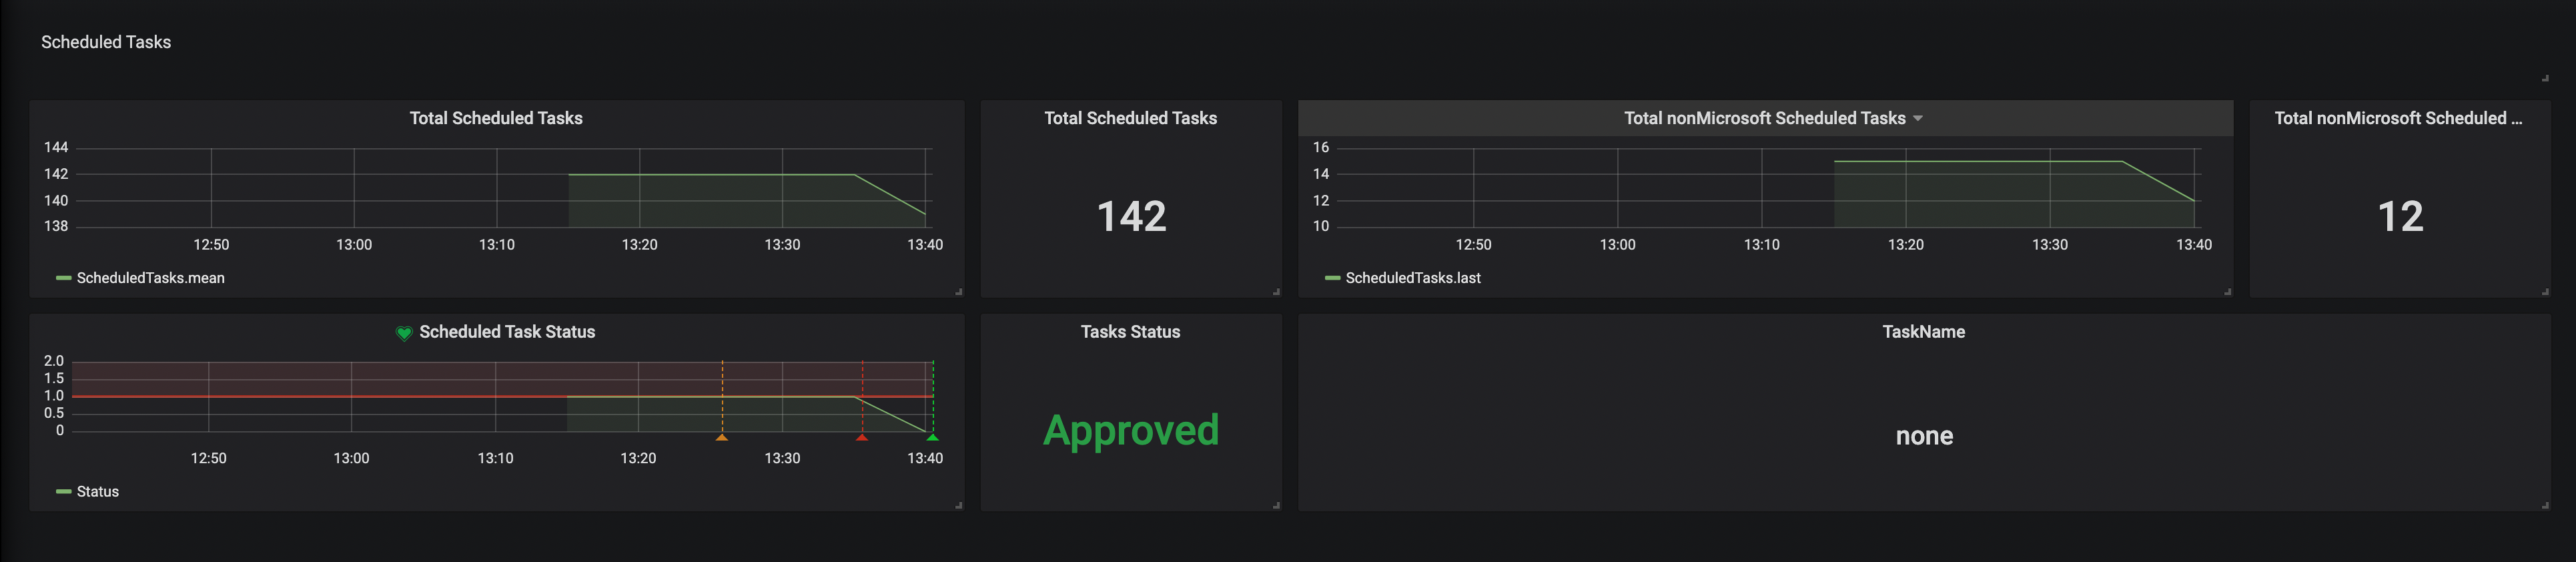 Scheduled Tasks
Total Scheduled Tasks
144
142
140
138
12:50 13:00 13:10 13:20 13:30 13:40
ScheduledTasks.mean
Total Scheduled Tasks
142
Total nonMicrosoft Scheduled Tasks
16
14
12
10
12:50 13:00 13:10 13:20 13:30 13:40
ScheduledTasks.last
Total nonMicrosoft Scheduled ...
12
Scheduled Task Status
2.0
1.5
1.0
0.5
0
12:50 13:00 13:10 13:20 13:30 13:40
Status
Tasks Status
Approved
TaskName
none